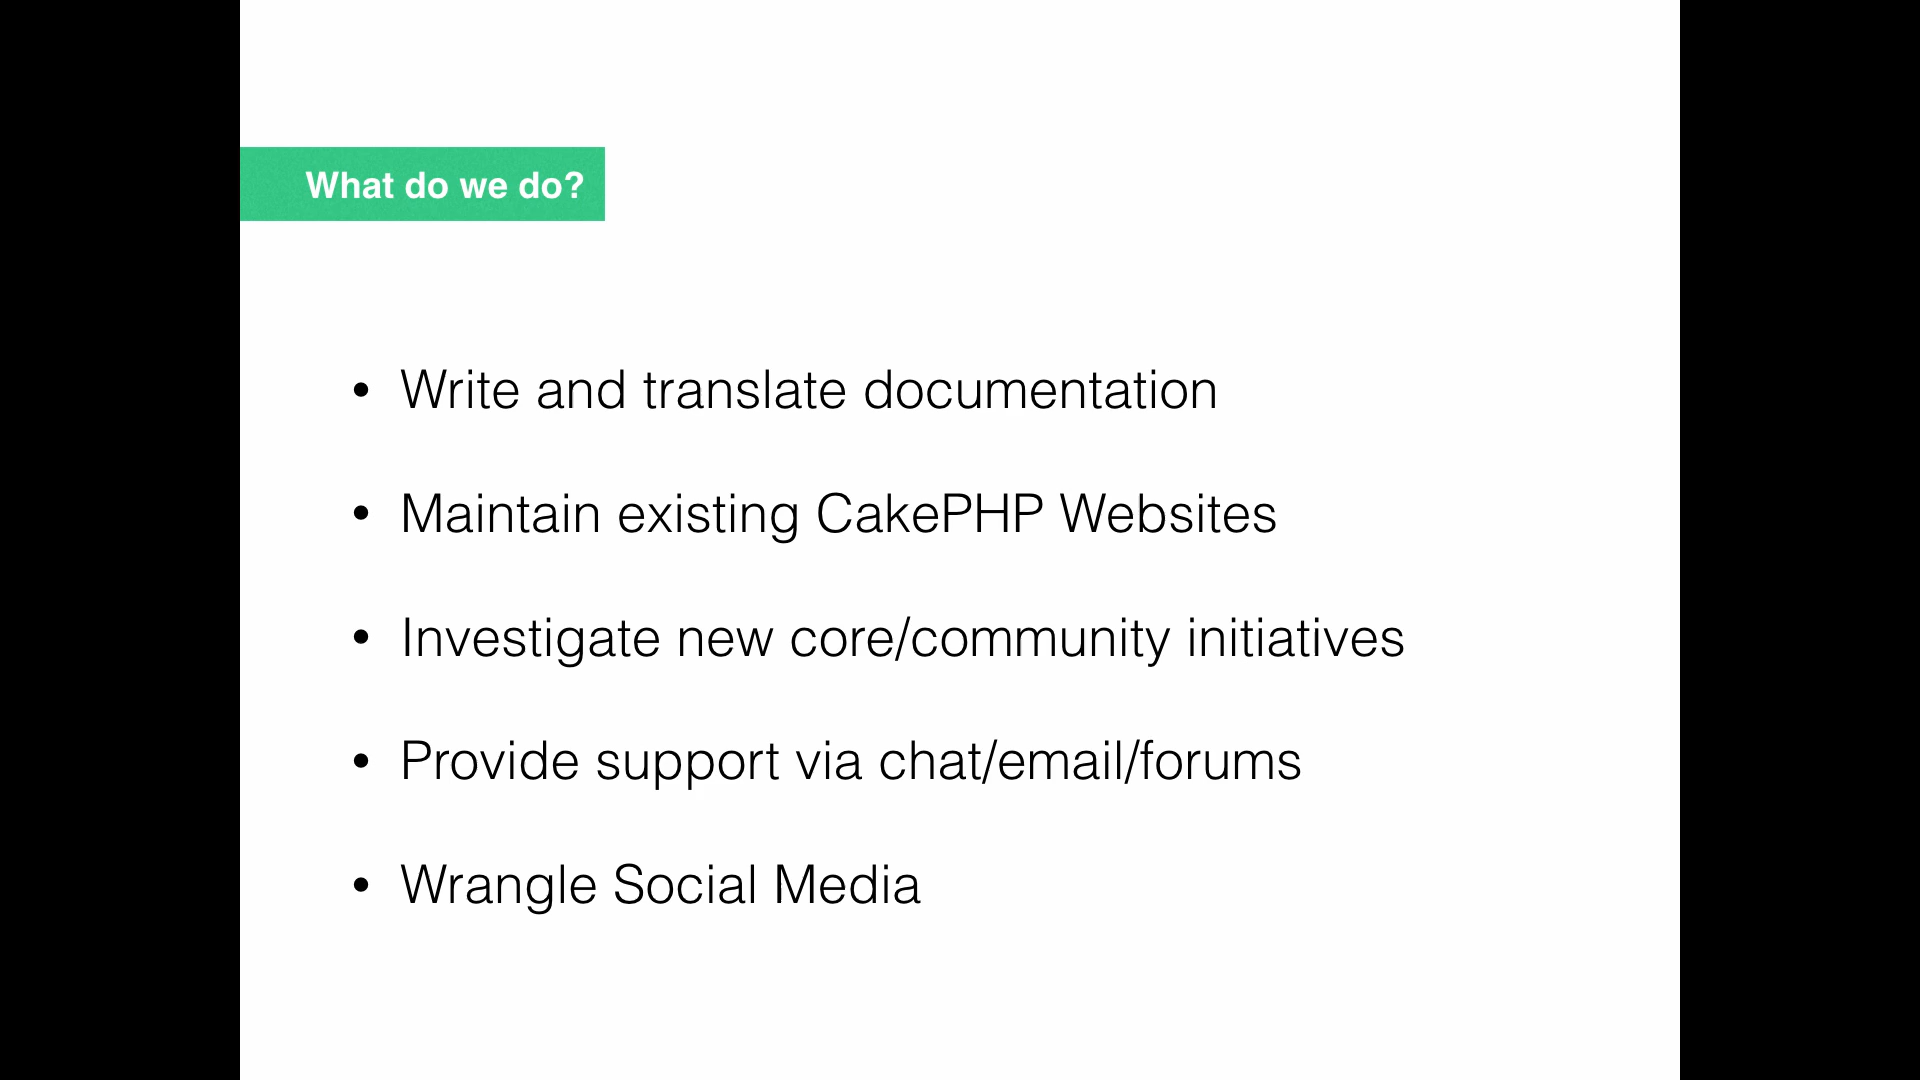 What do we do?
• Write and translate documentation
• Maintain existing CakePHP Websites
• Investigate new core/community initiatives
• Provide support via chat/email/forums
• Wrangle Social Media